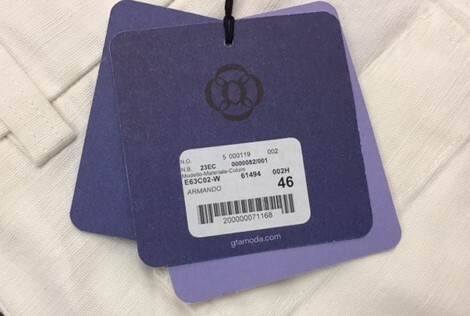 N.O. 5 000119 002
N.B. 23EC 0000082/001
Modello-Materiale-Colore
E63C02-W 61494 002H
ARMANDO 46
200000071168
gfamoda.com